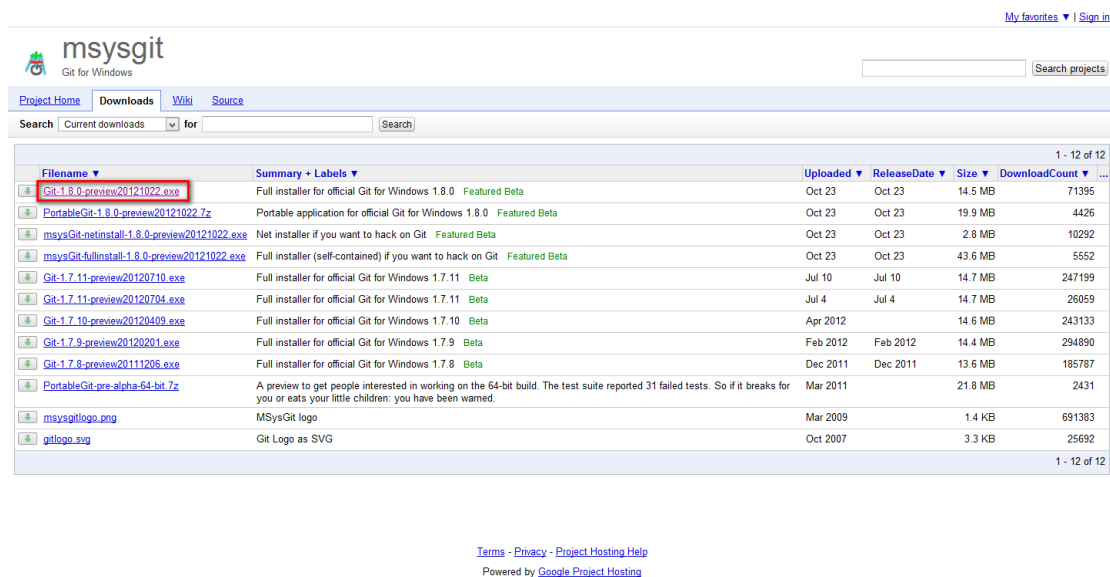 My favorites ▼ | Sign in
msysgit
Git for Windows
Search projects
Project Home Downloads Wiki Source
Search Current downloads for Search
1 - 12 of 12
Filename ▼ Summary + Labels ▼ Uploaded ▼ ReleaseDate ▼ Size ▼ DownloadCount ▼ ...
Git-1.8.0-preview20121022.exe Full installer for official Git for Windows 1.8.0 Featured Beta Oct 23 Oct 23 14.5 MB 71395
PortableGit-1.8.0-preview20121022.7z Portable application for official Git for Windows 1.8.0 Featured Beta Oct 23 Oct 23 19.9 MB 4426
msysGit-netinstall-1.8.0-preview20121022.exe Net installer if you want to hack on Git Featured Beta Oct 23 Oct 23 2.8 MB 10292
msysGit-fullinstall-1.8.0-preview20121022.exe Full installer (self-contained) if you want to hack on Git Featured Beta Oct 23 Oct 23 43.6 MB 5552
Git-1.7.11-preview20120710.exe Full installer for official Git for Windows 1.7.11 Beta Jul 10 Jul 10 14.7 MB 247199
Git-1.7.11-preview20120704.exe Full installer for official Git for Windows 1.7.11 Beta Jul 4 Jul 4 14.7 MB 26059
Git-1.7.10-preview20120409.exe Full installer for official Git for Windows 1.7.10 Beta Apr 2012 14.6 MB 243133
Git-1.7.9-preview20120201.exe Full installer for official Git for Windows 1.7.9 Beta Feb 2012 Feb 2012 14.4 MB 294890
Git-1.7.8-preview20111206.exe Full installer for official Git for Windows 1.7.8 Beta Dec 2011 Dec 2011 13.6 MB 185787
PortableGit-pre-alpha-64-bit.7z A preview to get people interested in working on the 64-bit build. The test suite reported 31 failed tests. So if it breaks for Mar 2011 21.8 MB 2431
you or eats your little children: you have been warned.
msysgitlogo.png MSysGit logo Mar 2009 1.4 KB 691383
gitlogo.svg Git Logo as SVG Oct 2007 3.3 KB 25692
1 - 12 of 12
Terms - Privacy - Project Hosting Help
Powered by Google Project Hosting